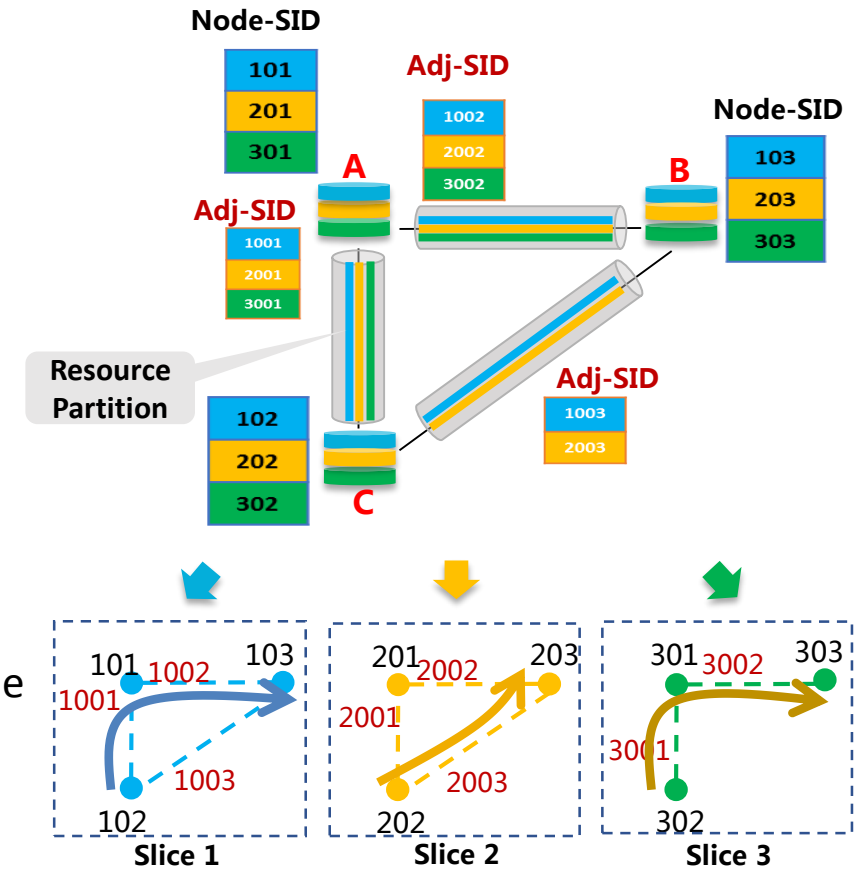 Node-SID
101
201
301
Adj-SID
1002
2002
3002
Node-SID
103
203
303
A
B
Adj-SID
1001
2001
3001
Resource
Partition
102
202
302
C
Adj-SID
1003
2003
e
101
1002
103
1001
1003
102
Slice 1
201
2002
203
2001
2003
202
Slice 2
301
3002
303
3001
302
Slice 3